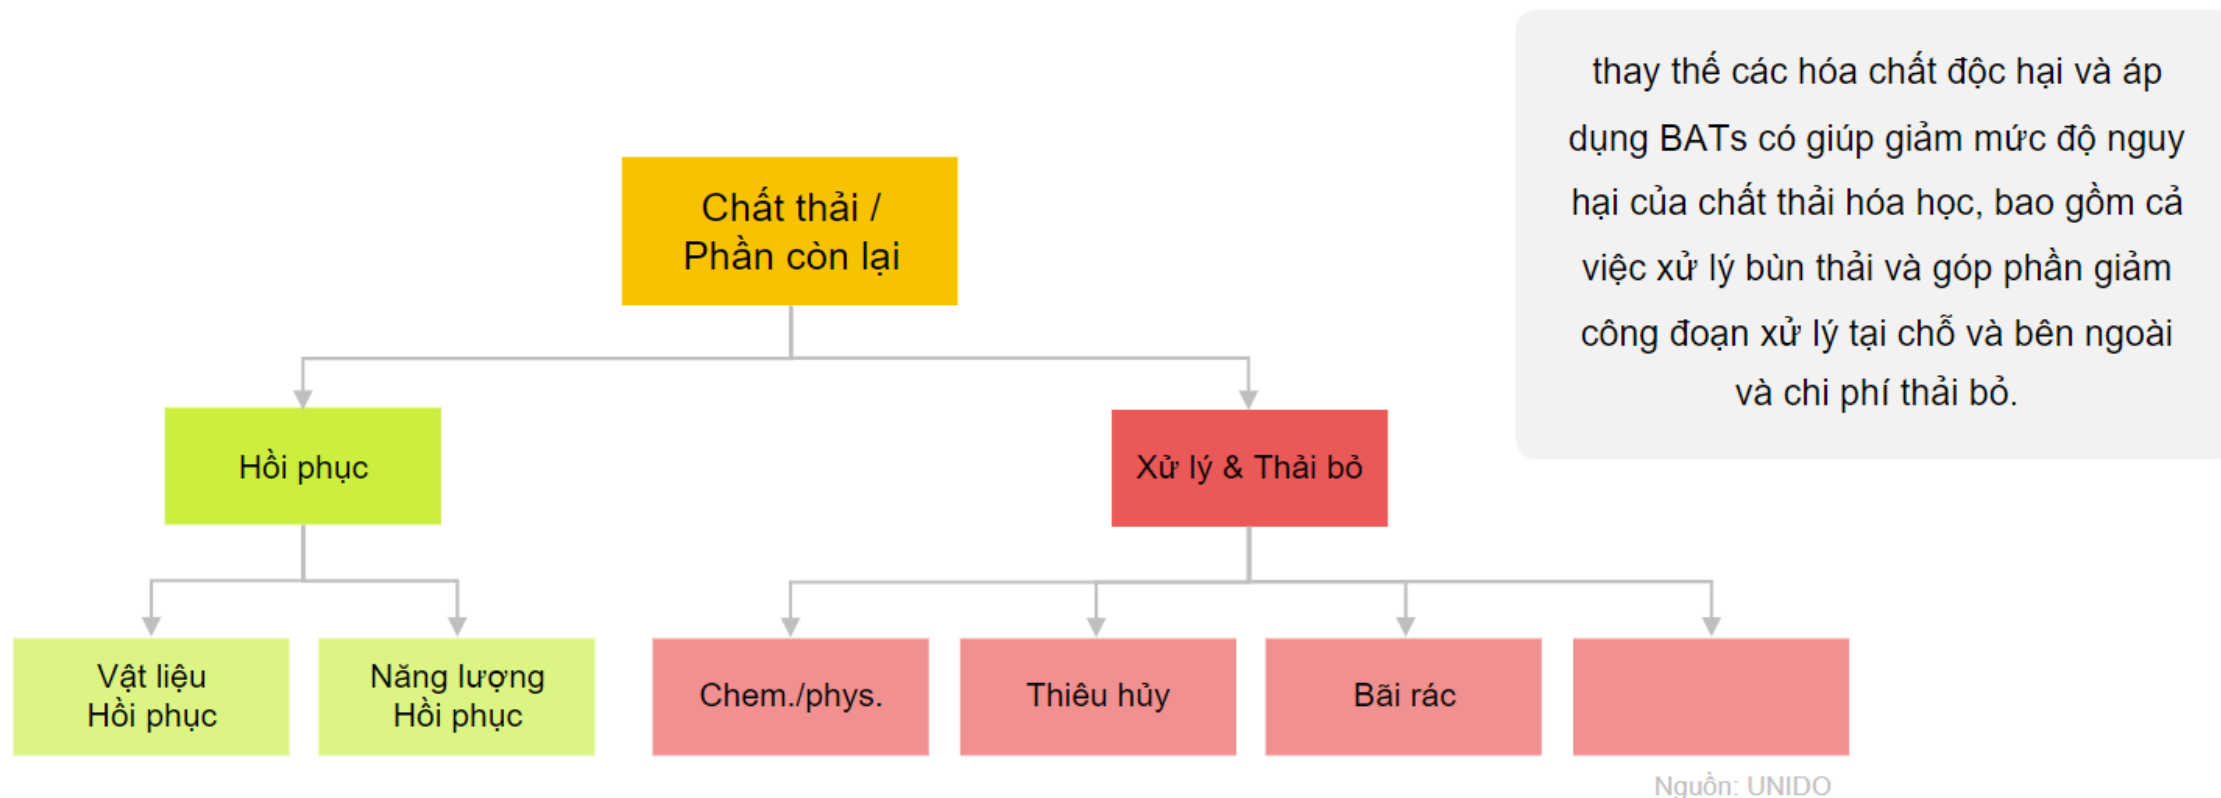 thay thế các hóa chất độc hại và áp
dụng BATs có giúp giảm mức độ nguy
hại của chất thải hóa học, bao gồm cả
việc xử lý bùn thải và góp phần giảm
công đoạn xử lý tại chỗ và bên ngoài
và chi phí thải bỏ.
Chất thải /
Phần còn lại
Hồi phục
Xử lý & Thải bỏ
Vật liệu
Hồi phục
Năng lượng
Hồi phục
Chem./phys.
Thiêu hủy
Bãi rác
Nguồn: UNIDO